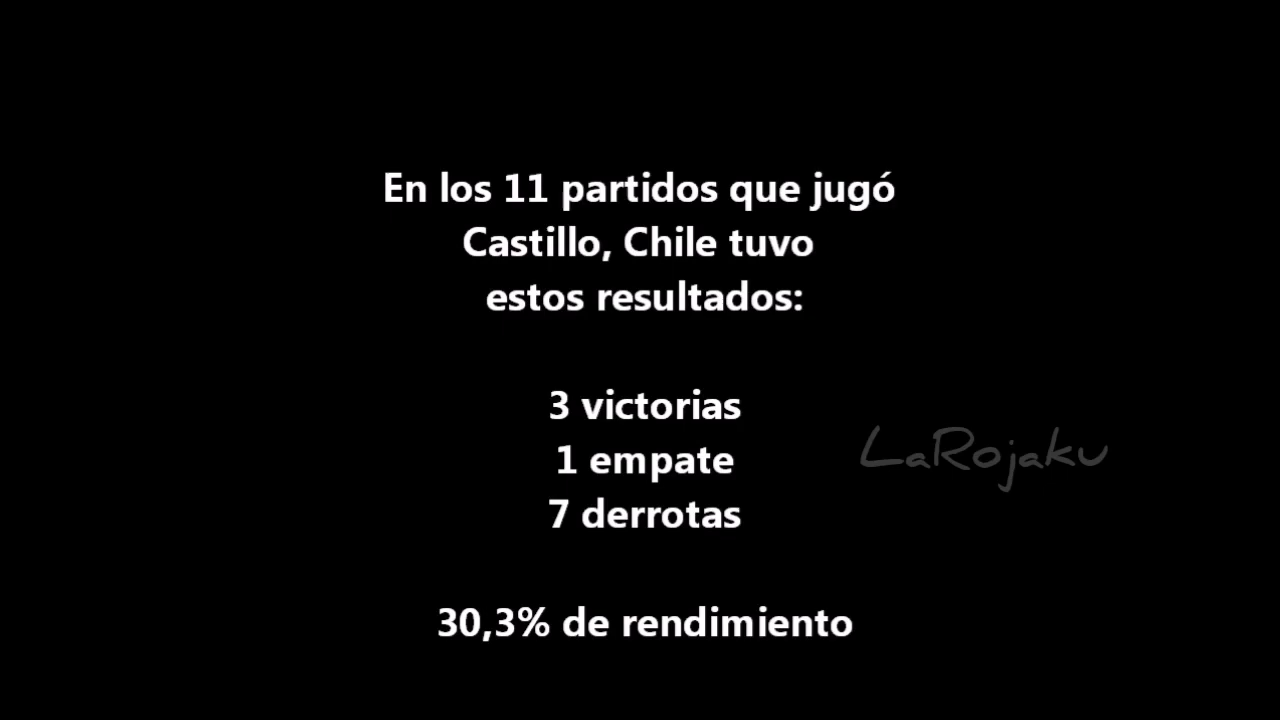 En los 11 partidos que jugó
Castillo, Chile tuvo
estos resultados:
3 victorias
1 empate
LaRojaku
7 derrotas
30,3% de rendimiento